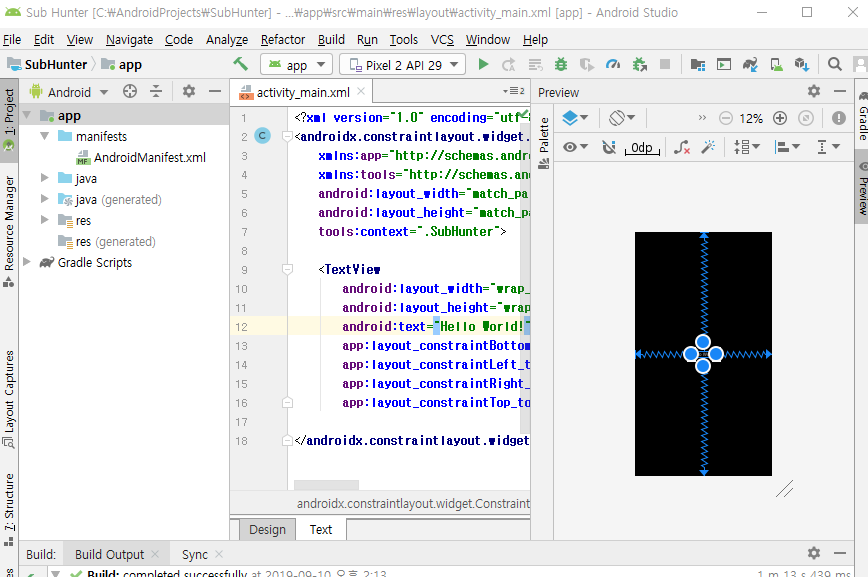 Sub Hunter [C:₩AndroidProjects₩SubHunter] - ...₩app₩src₩main₩res₩layout₩activity_main.xml [app] - Android Studio
File Edit View Navigate Code Analyze Refactor Build Run Tools VCS Window Help
SubHunter app app Pixel 2 API 29
1: Project
Resource Manager
Layout Captures
7: Structure
Android
app
manifests
AndroidManifest.xml
java
java (generated)
res
res (generated)
Gradle Scripts
activity_main.xml
2
1 <?xml version="1.0" encoding="utf-
2 C <androidx.constraintlayout.widget.
3 xmlns:app="http://schemas.andro
4 xmlns:tools="http://schemas.and
5 android:layout_width="match_pa
6 android:layout_height="match_p
7 tools:context=".SubHunter">
8
9 <TextView
10 android:layout_width="wrap_
11 android:layout_height="wrap
12 android:text="Hello World!"
13 app:layout_constraintBottom
14 app:layout_constraintLeft_t
15 app:layout_constraintRight_
16 app:layout_constraintTop_to
17
18 </androidx.constraintlayout.widget
androidx.constraintlayout.widget.Constraint
Design Text
Preview
Palette
12%
0dp
Gradle
Preview
Build: Build Output Sync
Build: completed successfully at 2019-09-10 오후 2:13 1 m 13 s 439 ms